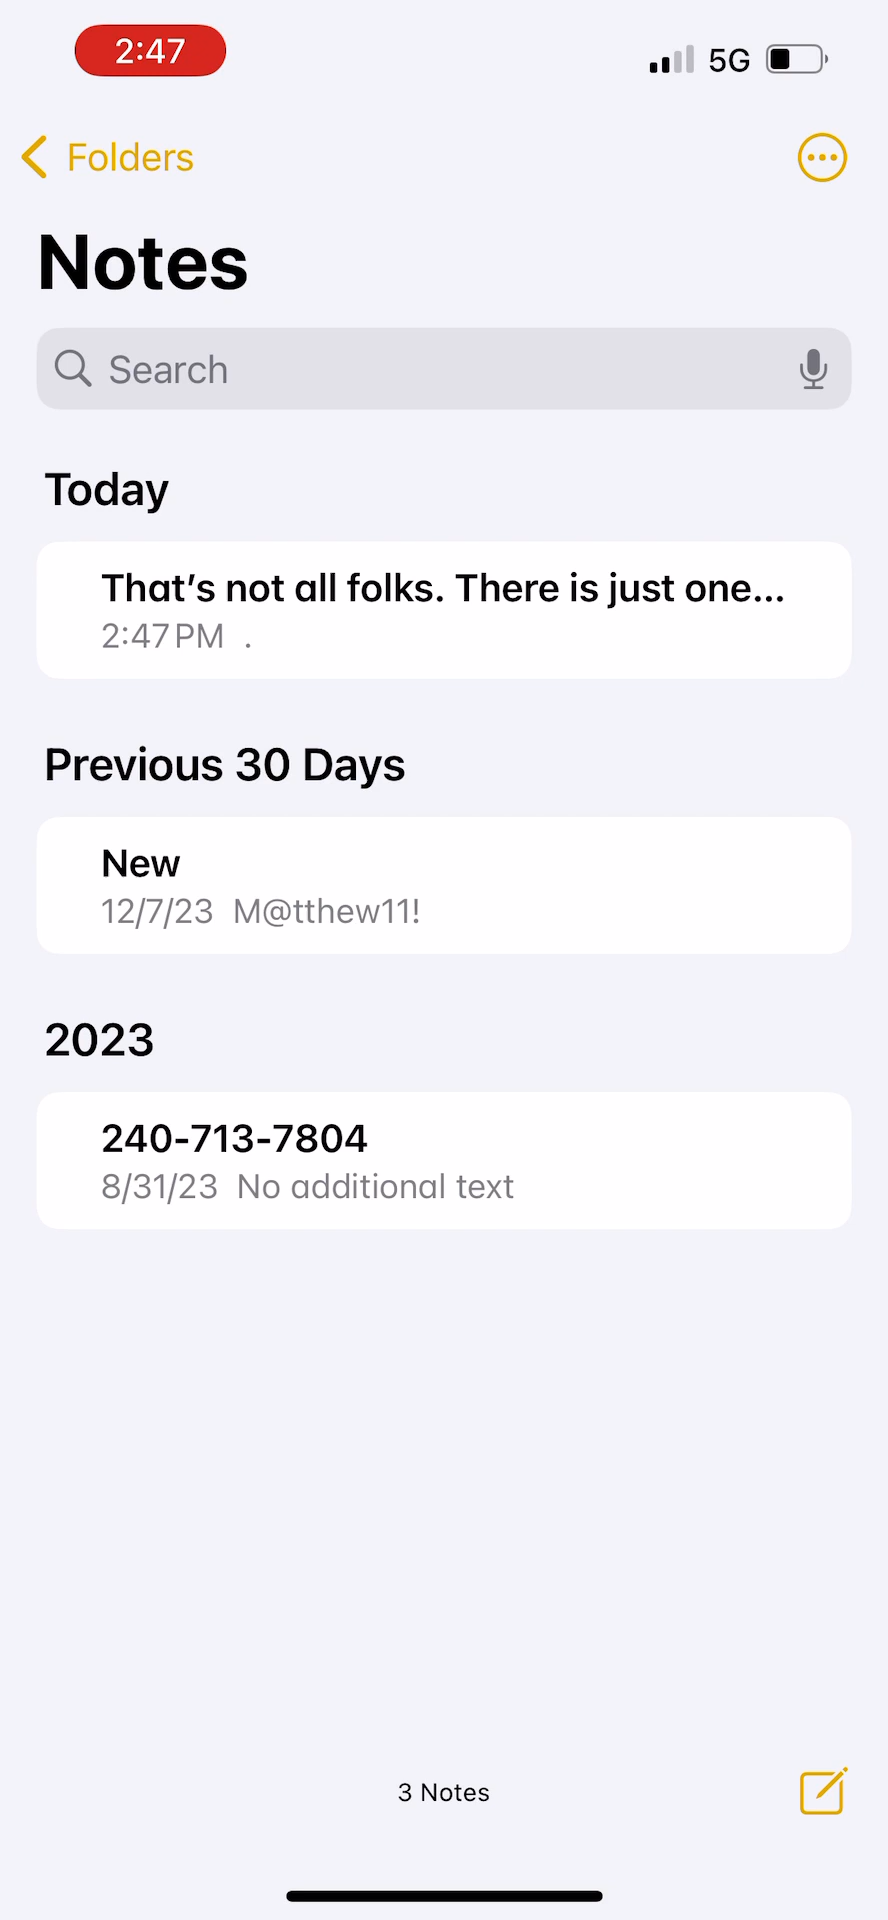 2:47
5G
Folders
Notes
Search
Today
That's not all folks. There is just one...
2:47 PM .
Previous 30 Days
New
12/7/23 M@tthew11!
2023
240-713-7804
8/31/23 No additional text
3 Notes